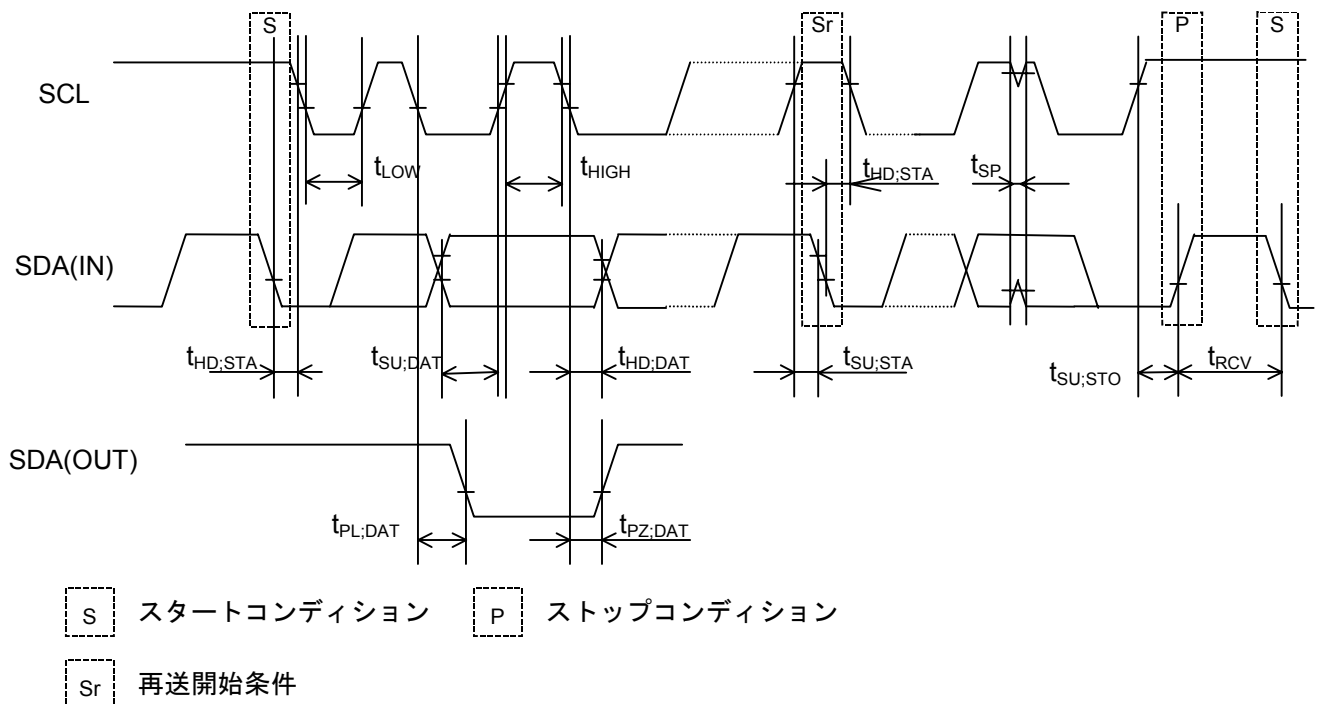 S Sr P S
SCL
tLOW tHIGH tHD;STA tSP
SDA(IN)
tHD;STA tSU;DAT tHD;DAT tSU;STA tSU;STO tRCV
SDA(OUT)
tPL;DAT tPZ;DAT
S スタートコンディション P ストップコンディション
Sr 再送開始条件